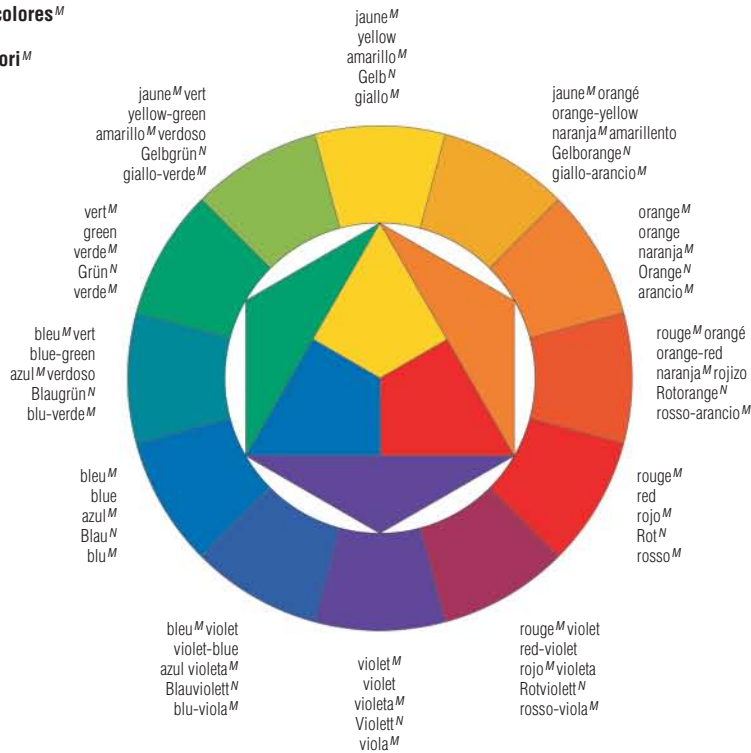 colores M
ori M
jaune M
yellow
amarillo M
Gelb N
giallo M
jaune M vert
yellow-green
amarillo M verdoso
Gelbgrün N
giallo-verde M
jaune M orangé
orange-yellow
naranja M amarillento
Gelborange N
giallo-arancio M
vert M
green
verde M
Grün N
verde M
orange M
orange
naranja M
Orange N
arancio M
bleu M vert
blue-green
azul M verdoso
Blaugrün N
blu-verde M
rouge M orangé
orange-red
naranja M rojizo
Rotorange N
rosso-arancio M
bleu M
blue
azul M
Blau N
blu M
rouge M
red
rojo M
Rot N
rosso M
bleu M violet
violet-blue
azul violeta M
Blauviolett N
blu-viola M
violet M
violet
violeta M
Violett N
viola M
rouge M violet
red-violet
rojo M violeta
Rotviolett N
rosso-viola M